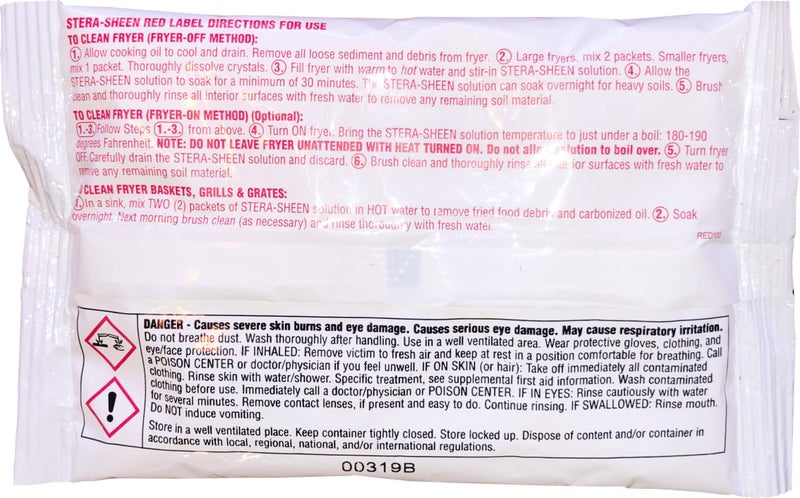 STERA-SHEEN RED LABEL DIRECTIONS FOR USE
TO CLEAN FRYER (FRYER-OFF METHOD):
1. Allow cooking oil to cool and drain. Remove all loose sediment and debris from fryer. 2. Large fryers, mix 2 packets. Smaller fryers,
mix 1 packet. Thoroughly dissolve crystals. 3. Fill fryer with warm to hot water and stir-in STERA-SHEEN solution. 4. Allow the
STERA-SHEEN solution to soak for a minimum of 30 minutes. The STERA-SHEEN solution can soak overnight for heavy soils. 5. Brush
clean and thoroughly rinse all interior surfaces with fresh water to remove any remaining soil material.
TO CLEAN FRYER (FRYER-ON METHOD) (Optional):
1.-3. Follow Steps 1.-3. from above. 4. Turn ON fryer. Bring the STERA-SHEEN solution temperature to just under a boil: 180-190
degrees Fahrenheit. NOTE: DO NOT LEAVE FRYER UNATTENDED WITH HEAT TURNED ON. Do not allow solution to boil over. 5. Turn fryer
OFF. Carefully drain the STERA-SHEEN solution and discard. 6. Brush clean and thoroughly rinse all interior surfaces with fresh water to
remove any remaining soil material.
TO CLEAN FRYER BASKETS, GRILLS & GRATES:
1. In a sink, mix TWO (2) packets of STERA-SHEEN solution in HOT water to remove fried food debris and carbonized oil. 2. Soak
overnight. Next morning brush clean (as necessary) and rinse thoroughly with fresh water.
RED100
DANGER - Causes severe skin burns and eye damage. Causes serious eye damage. May cause respiratory irritation.
Do not breathe dust. Wash thoroughly after handling. Use in a well ventilated area. Wear protective gloves, clothing, and
eye/face protection. IF INHALED: Remove victim to fresh air and keep at rest in a position comfortable for breathing. Call
a POISON CENTER or doctor/physician if you feel unwell. IF ON SKIN (or hair): Take off immediately all contaminated
clothing. Rinse skin with water/shower. Specific treatment, see supplemental first aid information. Wash contaminated
clothing before use. Immediately call a doctor/physician or POISON CENTER. IF IN EYES: Rinse cautiously with water
for several minutes. Remove contact lenses, if present and easy to do. Continue rinsing. IF SWALLOWED: Rinse mouth.
Do NOT induce vomiting.
Store in a well ventilated place. Keep container tightly closed. Store locked up. Dispose of content/and or container in
accordance with local, regional, national, and/or international regulations.
00319B